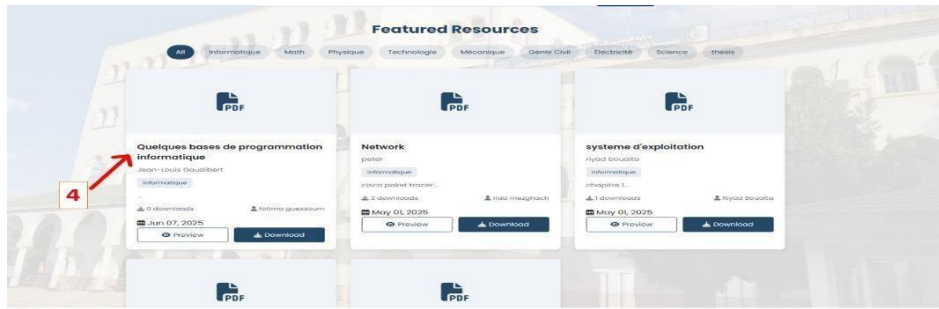 Featured Resources
All Informatique Math Physique Technologie Mécanique Génie Civil Électricité Science thesis
PDF PDF PDF
Quelques bases de programmation informatique
Jean-Louis Gaudibert
Informatique
...
0 downloads fatima guessoum
Jun 07, 2025
Preview Download
4
Network
peter
Informatique
cisco paket tracer...
2 downloads rida mezghach
May 01, 2025
Preview Download
systeme d'exploitation
riyad boualta
Informatique
chapitre 1...
1 downloads Riyad Boualta
May 01, 2025
Preview Download
PDF PDF